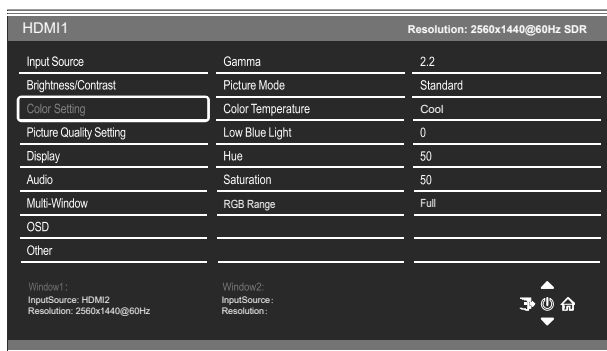 HDMI1 Resolution: 2560x1440@60Hz SDR
Input Source Gamma 2.2
Brightness/Contrast Picture Mode Standard
Color Setting Color Temperature Cool
Picture Quality Setting Low Blue Light 0
Display Hue 50
Audio Saturation 50
Multi-Window RGB Range Full
OSD
Other
Window1: Window2:
InputSource: HDMI2 InputSource:
Resolution: 2560x1440@60Hz Resolution: